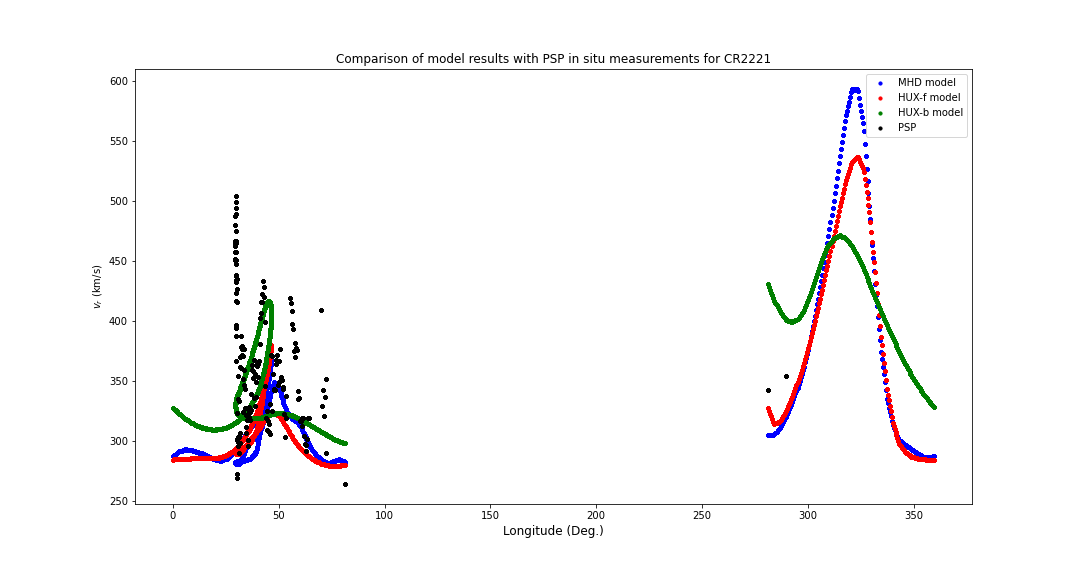 Comparison of model results with PSP in situ measurements for CR2221
MHD model
HUX-f model
HUX-b model
PSP
600
550
500
450
400
350
300
250
v_r (km/s)
0
50
100
150
200
250
300
350
Longitude (Deg.)